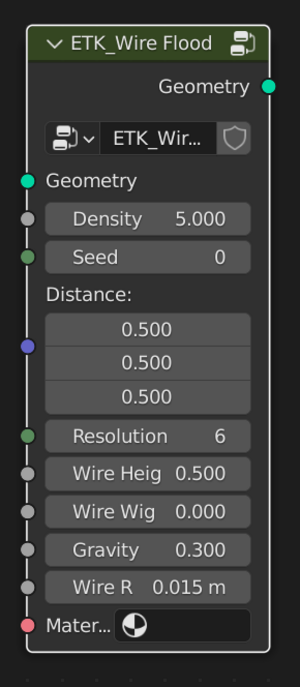 ETK_Wire Flood
Geometry
ETK_Wir...
Geometry
Density 5.000
Seed 0
Distance:
0.500
0.500
0.500
Resolution 6
Wire Heig 0.500
Wire Wig 0.000
Gravity 0.300
Wire R 0.015 m
Mater...